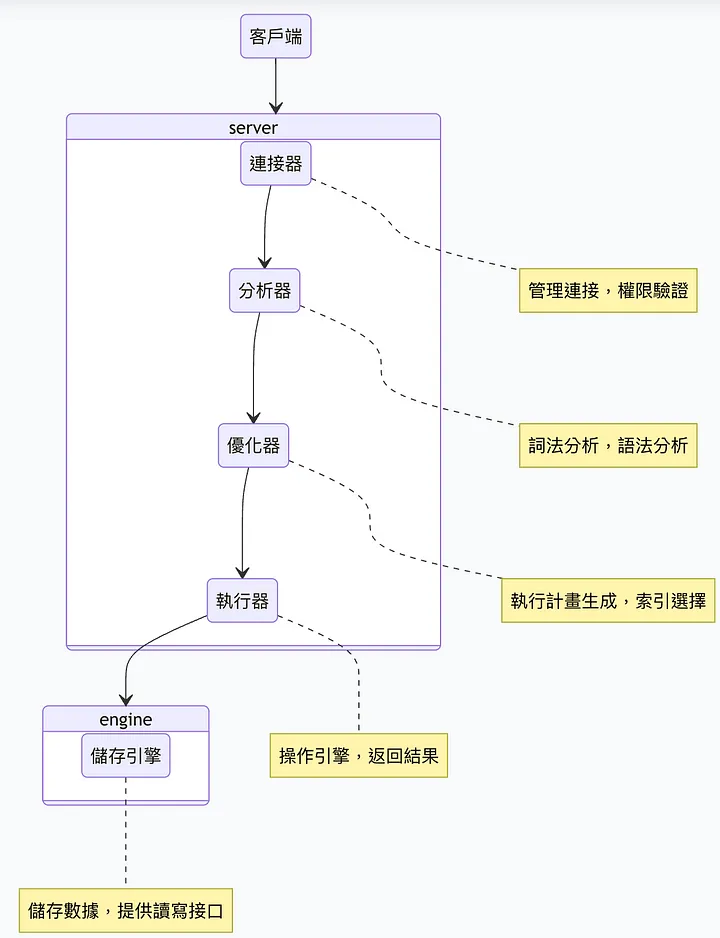 客戶端
server
連接器
管理連接，權限驗證
分析器
詞法分析，語法分析
優化器
執行計畫生成，索引選擇
執行器
engine
儲存引擎
操作引擎，返回結果
儲存數據，提供讀寫接口